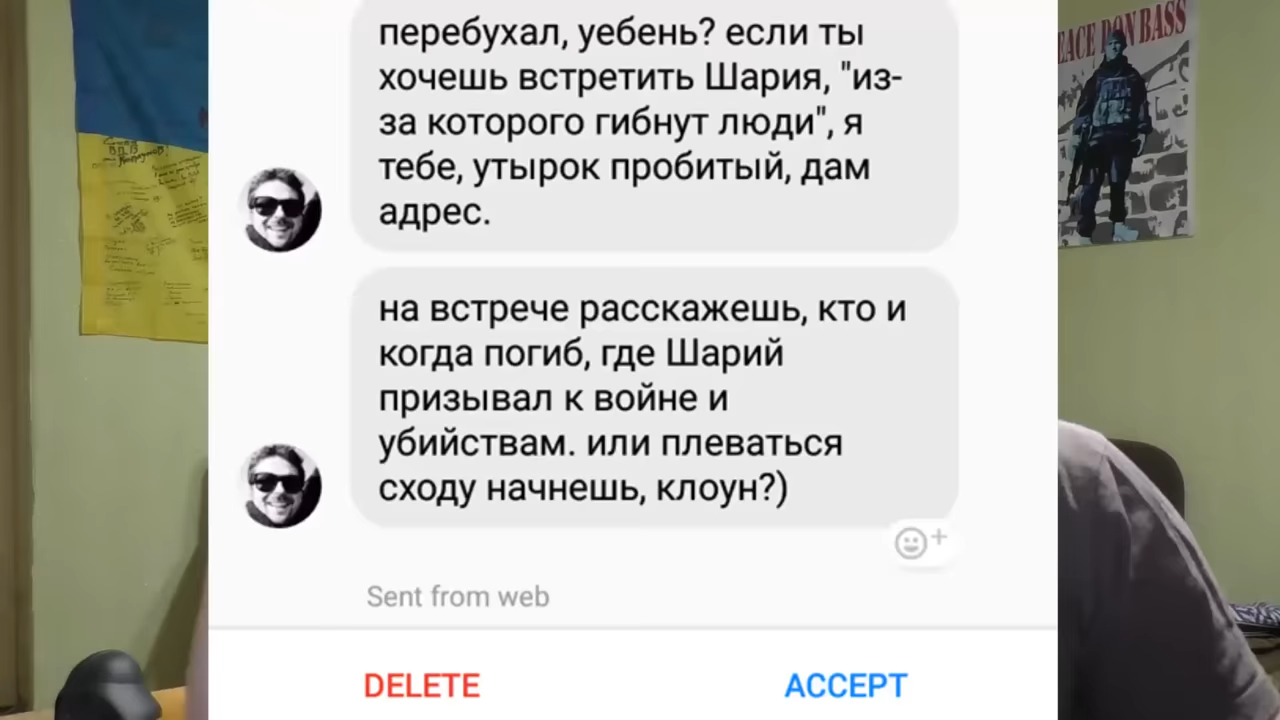 перебухал, уебень? если ты
хочешь встретить Шария, "из-
за которого гибнут люди", я
тебе, утырок пробитый, дам
адрес.
на встрече расскажешь, кто и
когда погиб, где Шарий
призывал к войне и
убийствам. или плеваться
сходу начнешь, клоун?)
Sent from web
DELETE
ACCEPT
EACE DON BASS